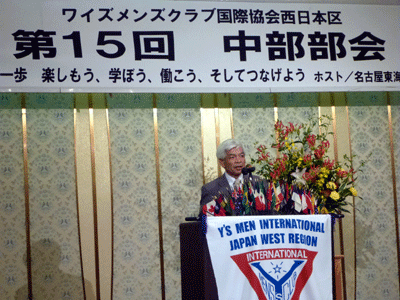 ワイズメンズクラブ国際協会西日本区
第15回 中部部会
一歩 楽しもう、学ぼう、働こう、そしてつなげよう ホスト/名古屋東海
Y'S MEN INTERNATIONAL
JAPAN WEST REGION
INTERNATIONAL
Y